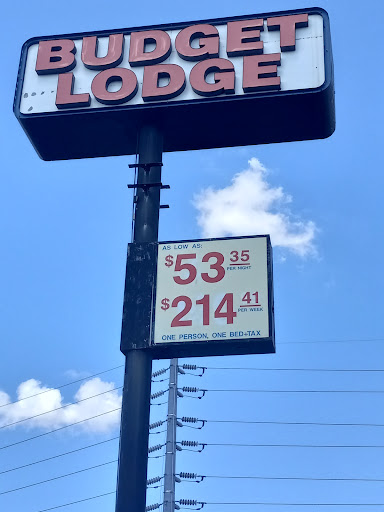 BUDGET
LODGE
AS LOW AS:
$53 35 PER NIGHT
$214 41 PER WEEK
ONE PERSON, ONE BED+TAX